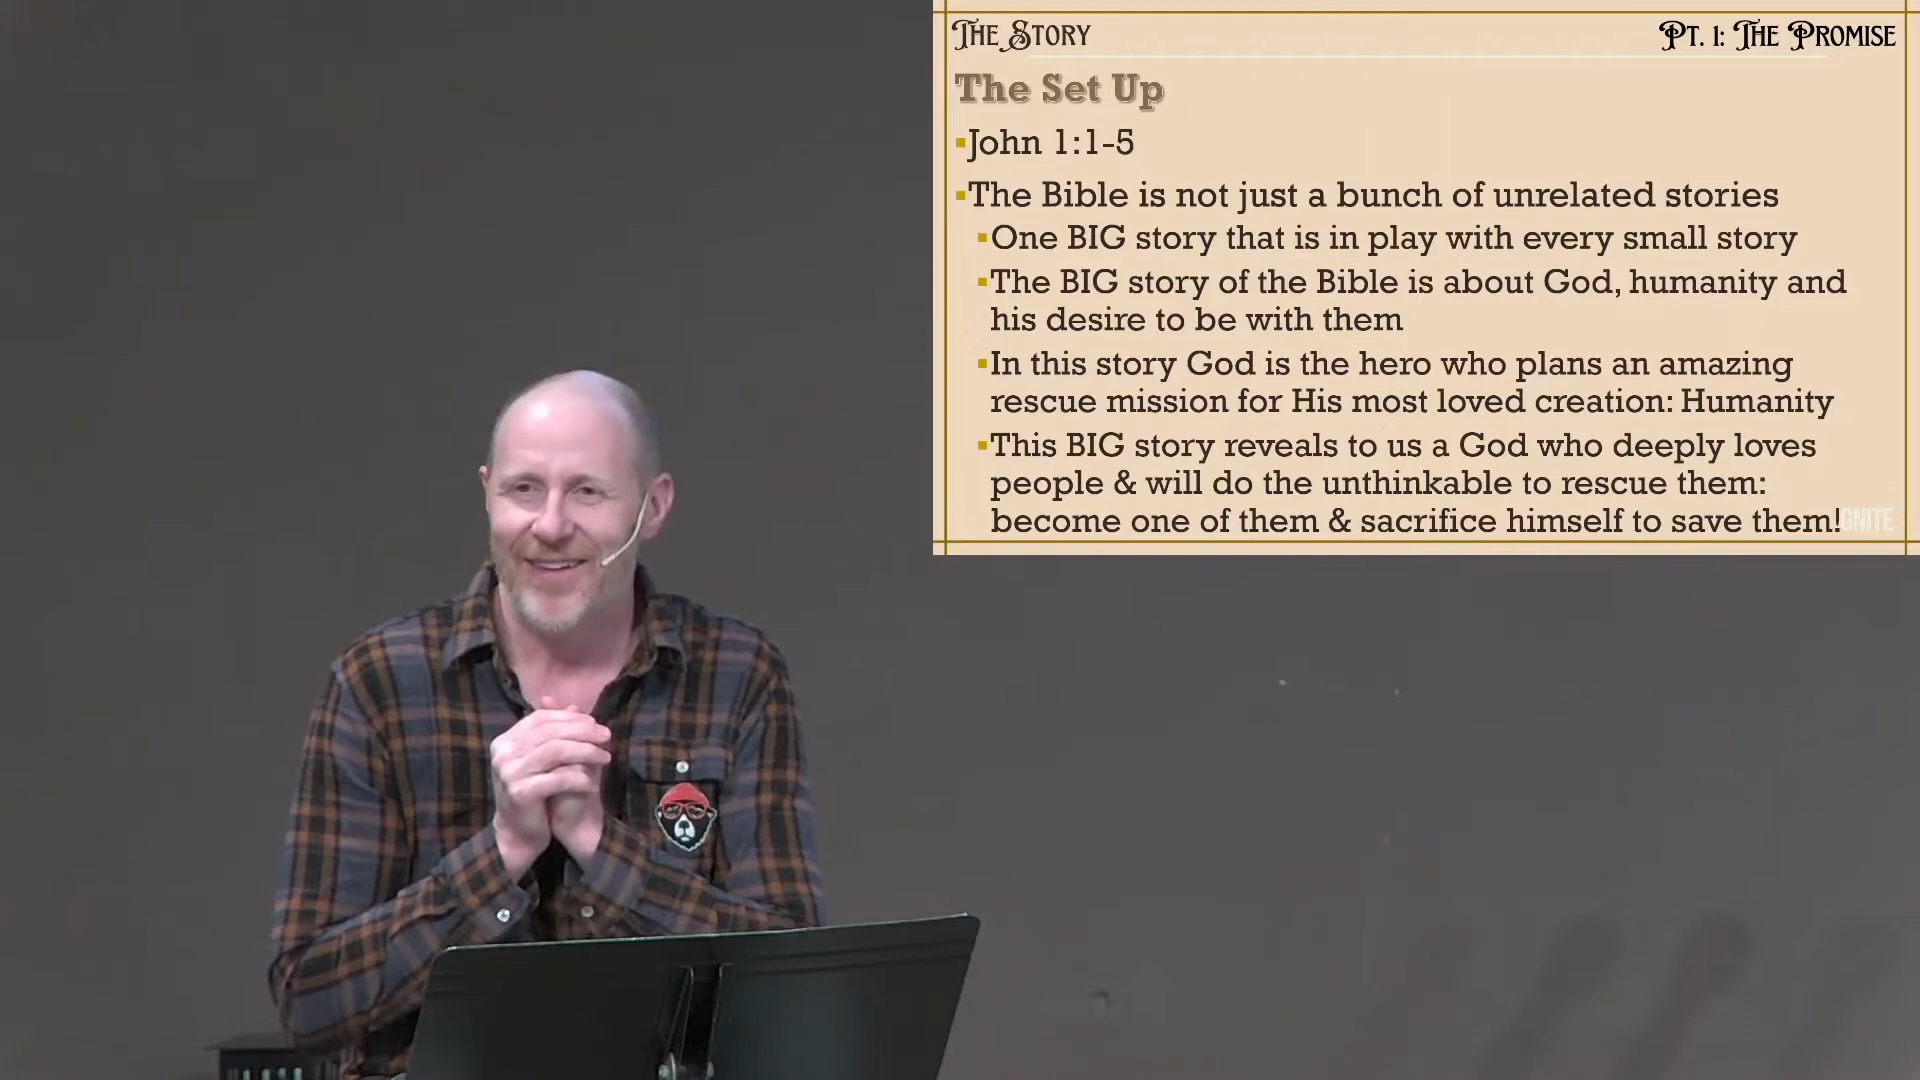 The Story
Pt. 1: The Promise
The Set Up
John 1:1-5
The Bible is not just a bunch of unrelated stories
One BIG story that is in play with every small story
The BIG story of the Bible is about God, humanity and
his desire to be with them
In this story God is the hero who plans an amazing
rescue mission for His most loved creation: Humanity
This BIG story reveals to us a God who deeply loves
people & will do the unthinkable to rescue them:
become one of them & sacrifice himself to save them!